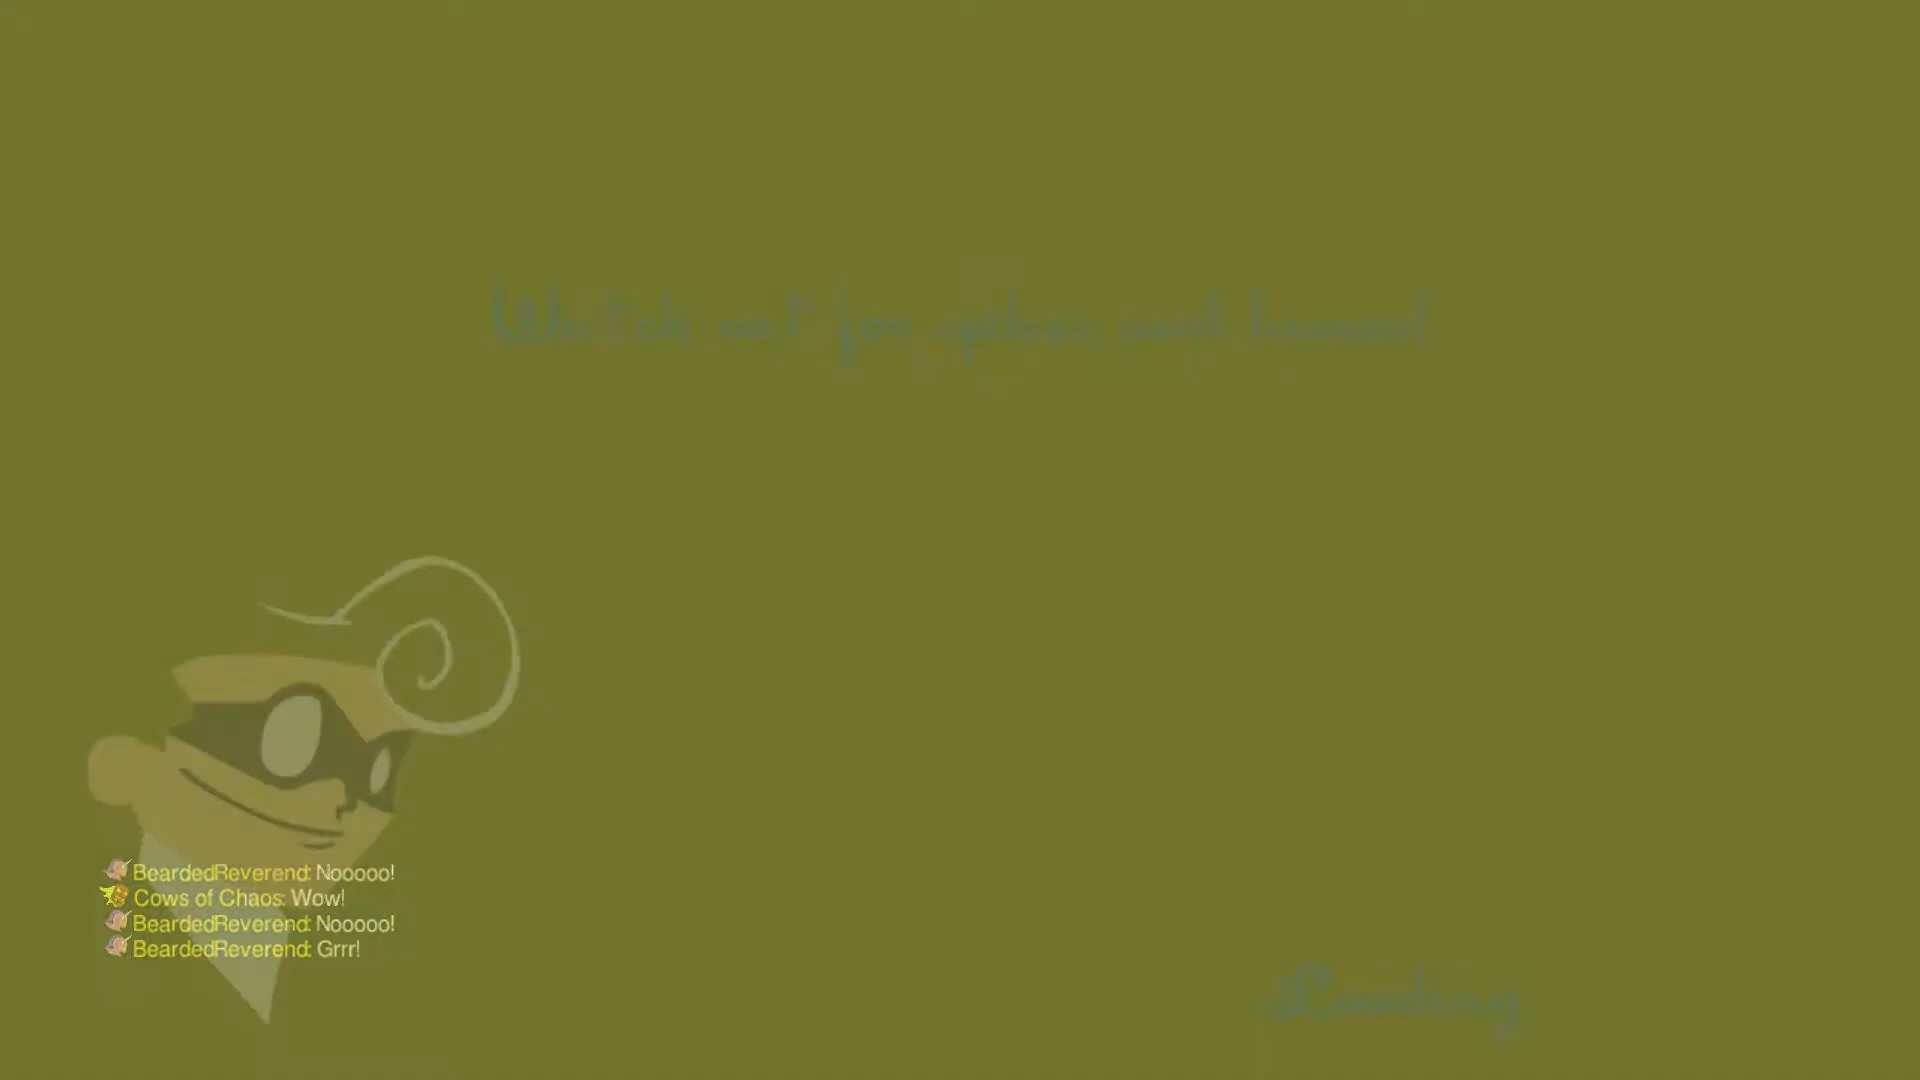 Watch out for spikes and lasers!
BeardedReverend: Nooooo!
Cows of Chaos: Wow!
BeardedReverend: Nooooo!
BeardedReverend: Grrr!
Loading